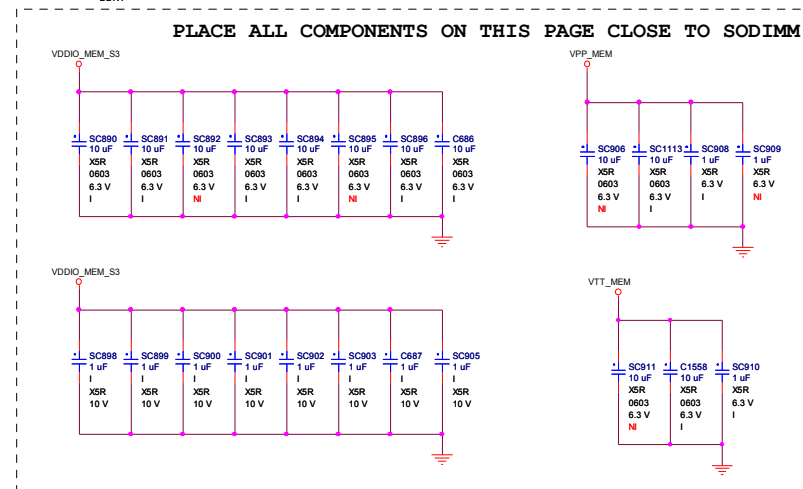 PLACE ALL COMPONENTS ON THIS PAGE CLOSE TO SODIMM
VDDIO_MEM_S3
SC890 SC891 SC892 SC893 SC894 SC895 SC896 C686
10 uF 10 uF 10 uF 10 uF 10 uF 10 uF 10 uF 10 uF
X5R X5R X5R X5R X5R X5R X5R X5R
0603 0603 0603 0603 0603 0603 0603 0603
6.3 V 6.3 V 6.3 V 6.3 V 6.3 V 6.3 V 6.3 V 6.3 V
I I NI I I NI I I
VPP_MEM
SC906 SC1113 SC908 SC909
10 uF 10 uF 1 uF 1 uF
X5R X5R X5R X5R
0603 0603 6.3 V 6.3 V
6.3 V 6.3 V I NI
NI I
VDDIO_MEM_S3
SC898 SC899 SC900 SC901 SC902 SC903 C687 SC905
1 uF 1 uF 1 uF 1 uF 1 uF 1 uF 1 uF 1 uF
I I I I I I I I
X5R X5R X5R X5R X5R X5R X5R X5R
10 V 10 V 10 V 10 V 10 V 10 V 10 V 10 V
VTT_MEM
SC911 C1558 SC910
10 uF 10 uF 1 uF
X5R X5R X5R
0603 0603 6.3 V
6.3 V 6.3 V I
NI I